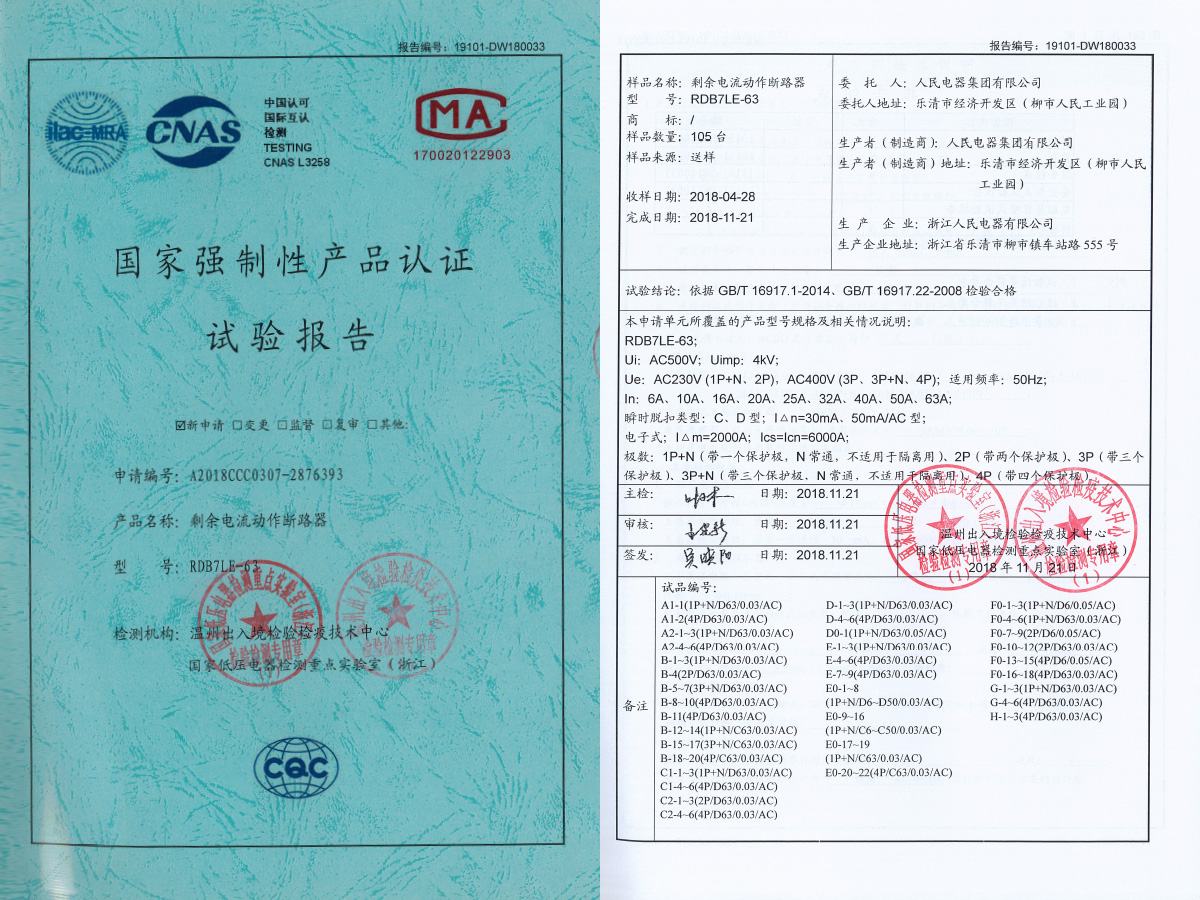 报告编号：19101-DW180033
ilac-MRA
CNAS
中国认可
国际互认
检测
TESTING
CNAS L3258
MA
170020122903
国家强制性产品认证
试验报告
☑新申请 □变更 □监督 □复审 □其他:
申请编号：A2018CCC0307-2876393
产品名称：剩余电流动作断路器
型　　号：RDB7LE-63
检测机构：温州出入境检验检疫技术中心
国家低压电器检测重点实验室（浙江）
CQC
报告编号：19101-DW180033
样品名称：剩余电流动作断路器
型　　号：RDB7LE-63
商　　标：/
样品数量：105 台
样品来源：送样
收样日期：2018-04-28
完成日期：2018-11-21
委　托　人：人民电器集团有限公司
委托人地址：乐清市经济开发区（柳市人民工业园）
生产者（制造商）：人民电器集团有限公司
生产者（制造商）地址：乐清市经济开发区（柳市人民
工业园）
生　产　企　业：浙江人民电器有限公司
生产企业地址：浙江省乐清市柳市镇车站路 555 号
试验结论：依据 GB/T 16917.1-2014、GB/T 16917.22-2008 检验合格
本申请单元所覆盖的产品型号规格及相关情况说明:
RDB7LE-63;
Ui：AC500V；Uimp：4kV;
Ue：AC230V (1P+N、2P)，AC400V (3P、3P+N、4P)；适用频率：50Hz;
In：6A、10A、16A、20A、25A、32A、40A、50A、63A;
瞬时脱扣类型：C、D 型；I△n=30mA、50mA/AC 型；
电子式；I△m=2000A；Ics=Icn=6000A;
极数：1P+N（带一个保护极，N 常通，不适用于隔离用）、2P（带两个保护极）、3P（带三个
保护极）、3P+N（带三个保护极、N 常通，不适用于隔离用）、4P（带四个保护极）
主检：
日期：2018.11.21
审核：
日期：2018.11.21
签发：
日期：2018.11.21
温州出入境检验检疫技术中心
国家低压电器检测重点实验室（浙江）
2018 年 11 月 21 日
备注
试品编号：
A1-1(1P+N/D63/0.03/AC)
A1-2(4P/D63/0.03/AC)
A2-1~3(1P+N/D63/0.03/AC)
A2-4~6(4P/D63/0.03/AC)
B-1~3(1P+N/D63/0.03/AC)
B-4(2P/D63/0.03/AC)
B-5~7(3P+N/D63/0.03/AC)
B-8~10(4P/D63/0.03/AC)
B-11(4P/D63/0.03/AC)
B-12~14(1P+N/C63/0.03/AC)
B-15~17(3P+N/C63/0.03/AC)
B-18~20(4P/C63/0.03/AC)
C1-1~3(1P+N/D63/0.03/AC)
C1-4~6(4P/D63/0.03/AC)
C2-1~3(2P/D63/0.03/AC)
C2-4~6(4P/D63/0.03/AC)
D-1~3(1P+N/D63/0.03/AC)
D-4~6(4P/D63/0.03/AC)
D0-1(1P+N/D63/0.05/AC)
E-1~3(1P+N/D63/0.03/AC)
E-4~6(4P/D63/0.03/AC)
E-7~9(4P/D63/0.03/AC)
E0-1~8
(1P+N/D6~D50/0.03/AC)
E0-9~16
(1P+N/C6~C50/0.03/AC)
E0-17~19
(1P+N/C63/0.03/AC)
E0-20~22(4P/C63/0.03/AC)
F0-1~3(1P+N/D6/0.05/AC)
F0-4~6(1P+N/D63/0.03/AC)
F0-7~9(2P/D6/0.05/AC)
F0-10~12(2P/D63/0.03/AC)
F0-13~15(4P/D6/0.05/AC)
F0-16~18(4P/D63/0.03/AC)
G-1~3(1P+N/D63/0.03/AC)
G-4~6(4P/D63/0.03/AC)
H-1~3(4P/D63/0.03/AC)